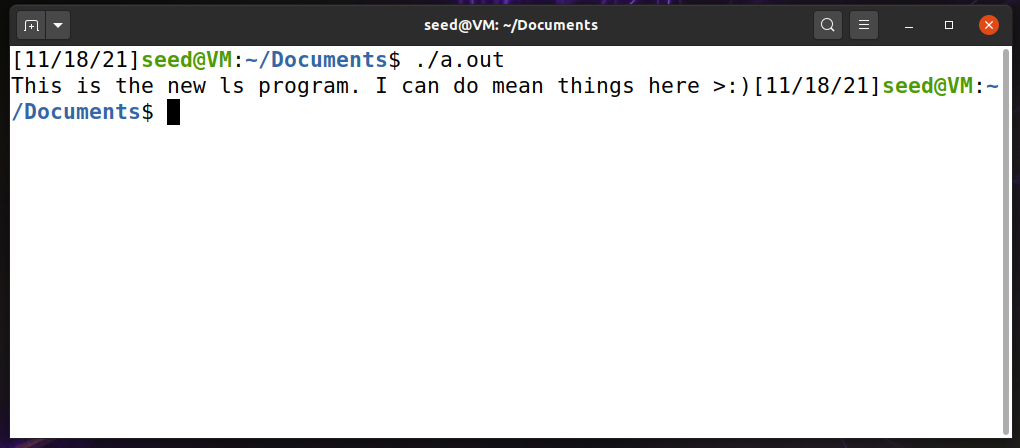 seed@VM: ~/Documents
[11/18/21]seed@VM:~/Documents$ ./a.out
This is the new ls program. I can do mean things here >:)[11/18/21]seed@VM:~
/Documents$